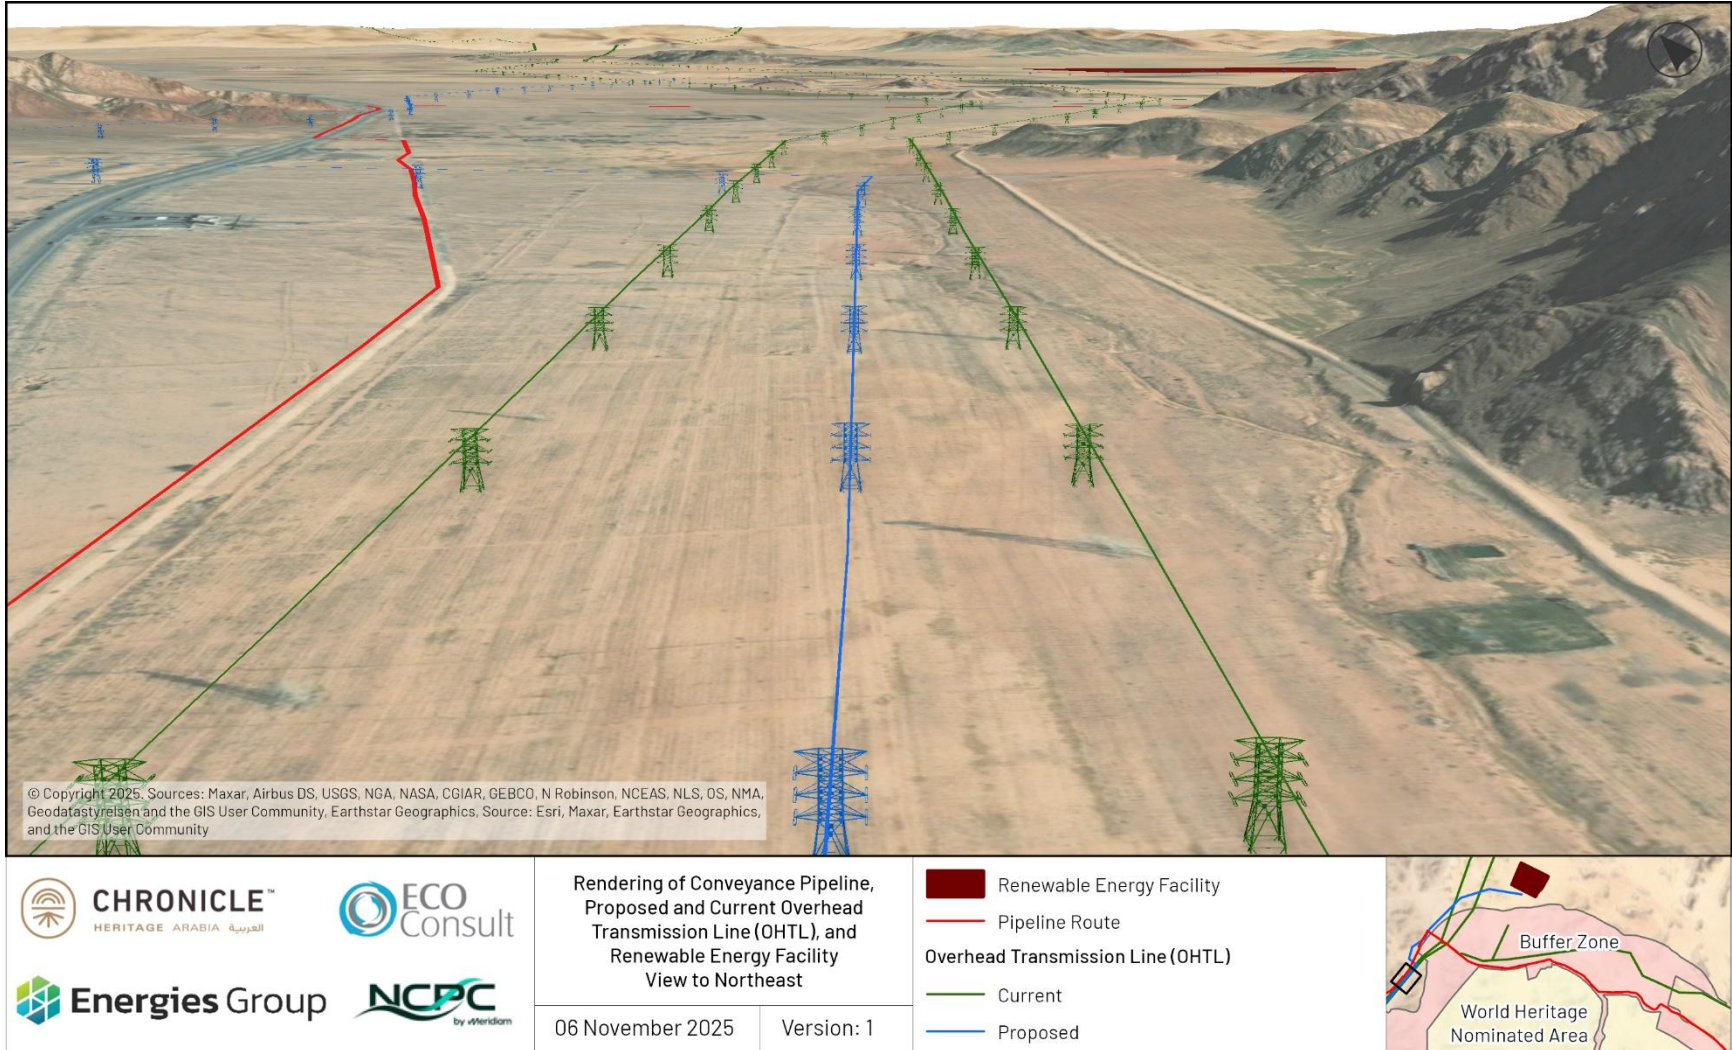 © Copyright 2025. Sources: Maxar, Airbus DS, USGS, NGA, NASA, CGIAR, GEBCO, N Robinson, NCEAS, NLS, OS, NMA,
Geodatastyrelsen and the GIS User Community, Earthstar Geographics, Source: Esri, Maxar, Earthstar Geographics,
and the GIS User Community
CHRONICLE™
HERITAGE ARABIA العربية
ECO
Consult
Energies Group
NCPC
by Meridiam
Rendering of Conveyance Pipeline,
Proposed and Current Overhead
Transmission Line (OHTL), and
Renewable Energy Facility
View to Northeast
06 November 2025
Version: 1
Renewable Energy Facility
Pipeline Route
Overhead Transmission Line (OHTL)
Current
Proposed
Buffer Zone
World Heritage
Nominated Area